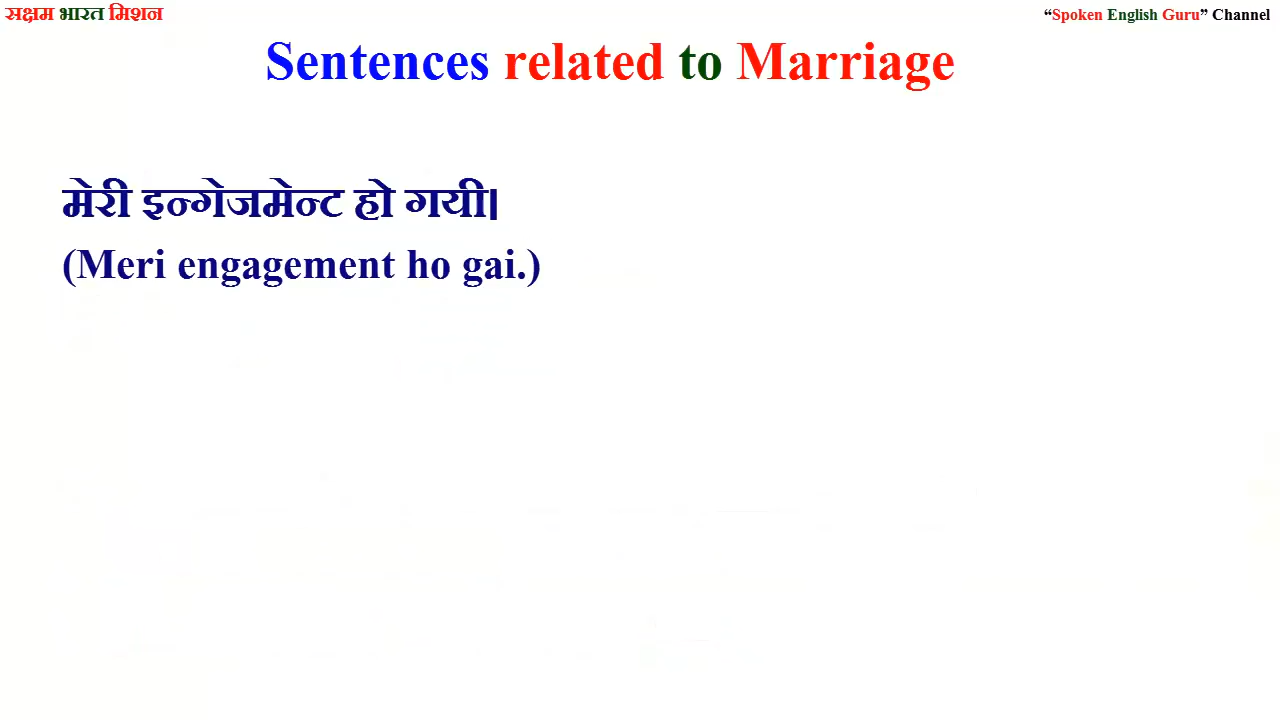 सक्षम भारत मिशन
“Spoken English Guru” Channel
Sentences related to Marriage
मेरी इन्गेजमेन्ट हो गयी।
(Meri engagement ho gai.)